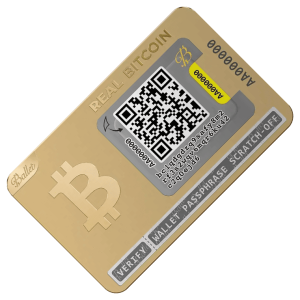 REAL BITCOIN
AA000000
AA000000
AA000000
Ballet
VERIFY
WALLET PASSPHRASE SCRATCH-OFF